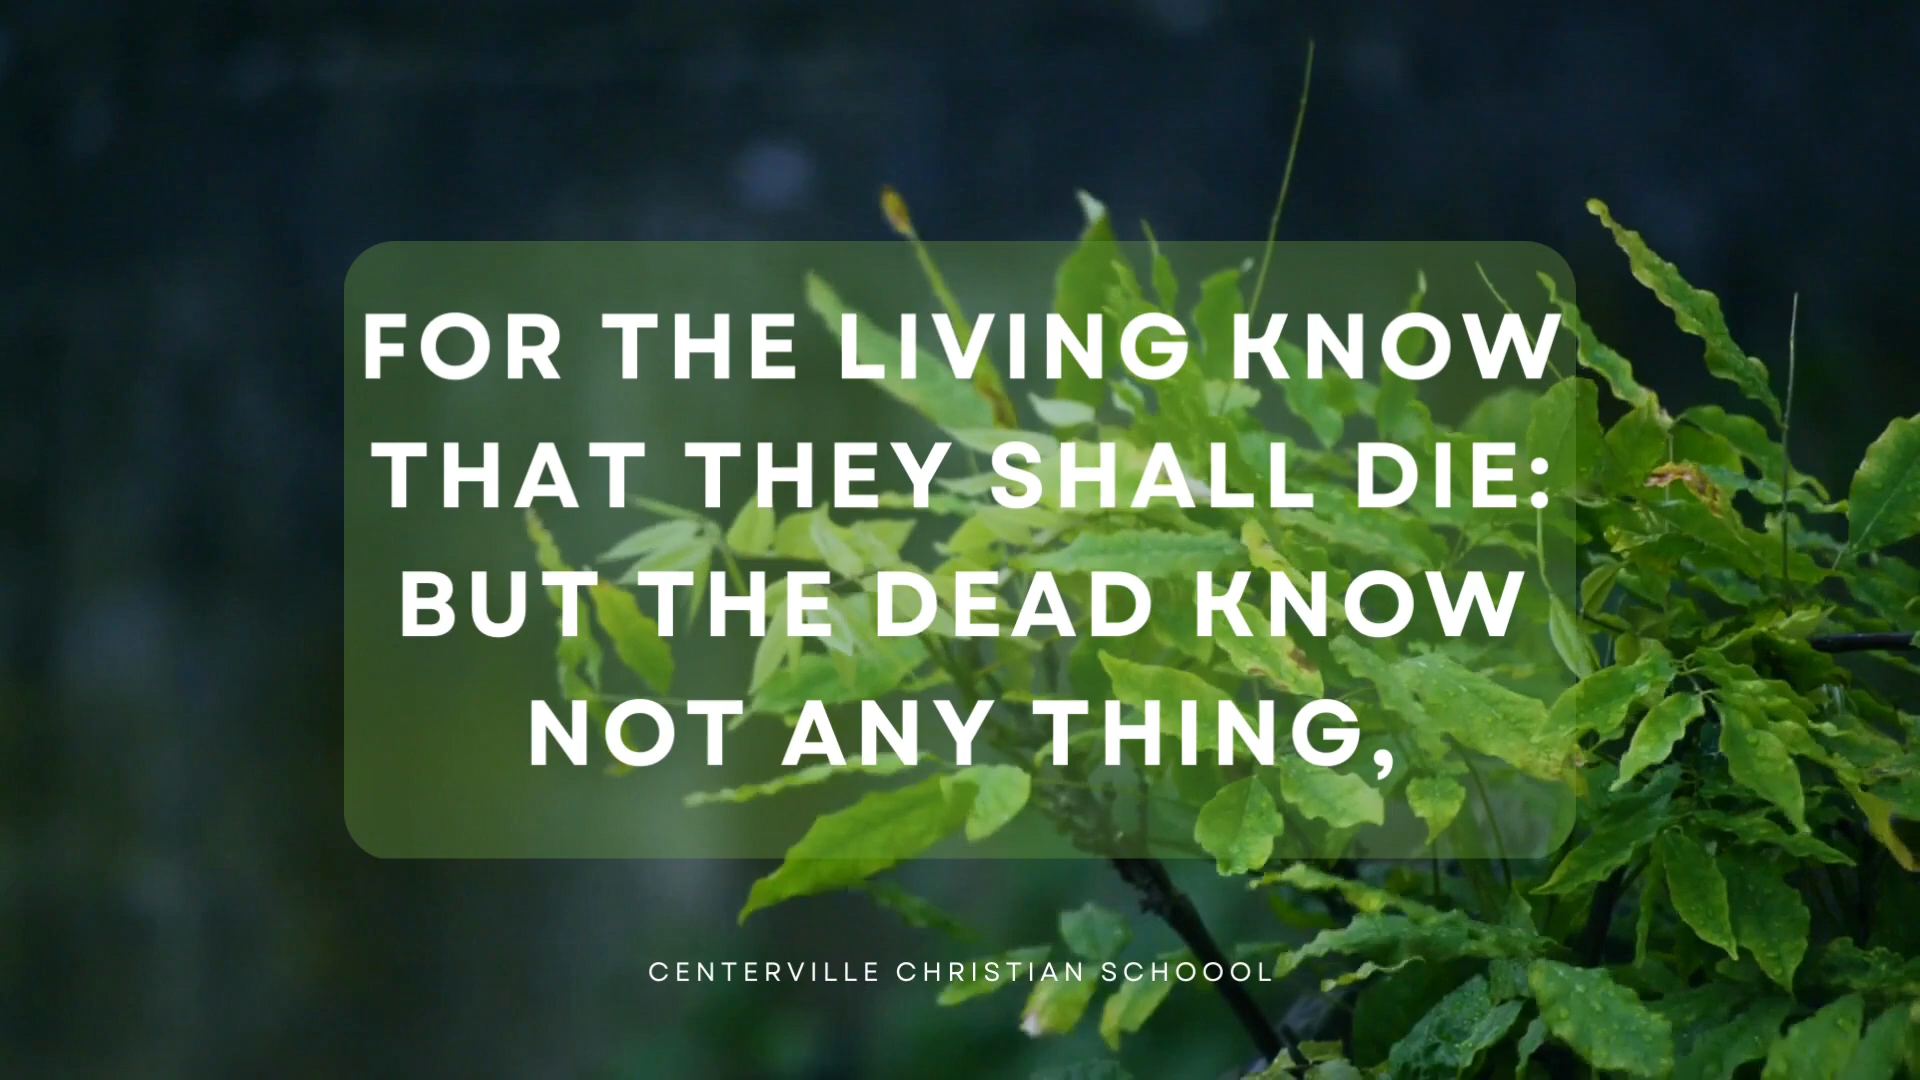 FOR THE LIVING KNOW
THAT THEY SHALL DIE:
BUT THE DEAD KNOW
NOT ANY THING,
CENTERVILLE CHRISTIAN SCHOOOL